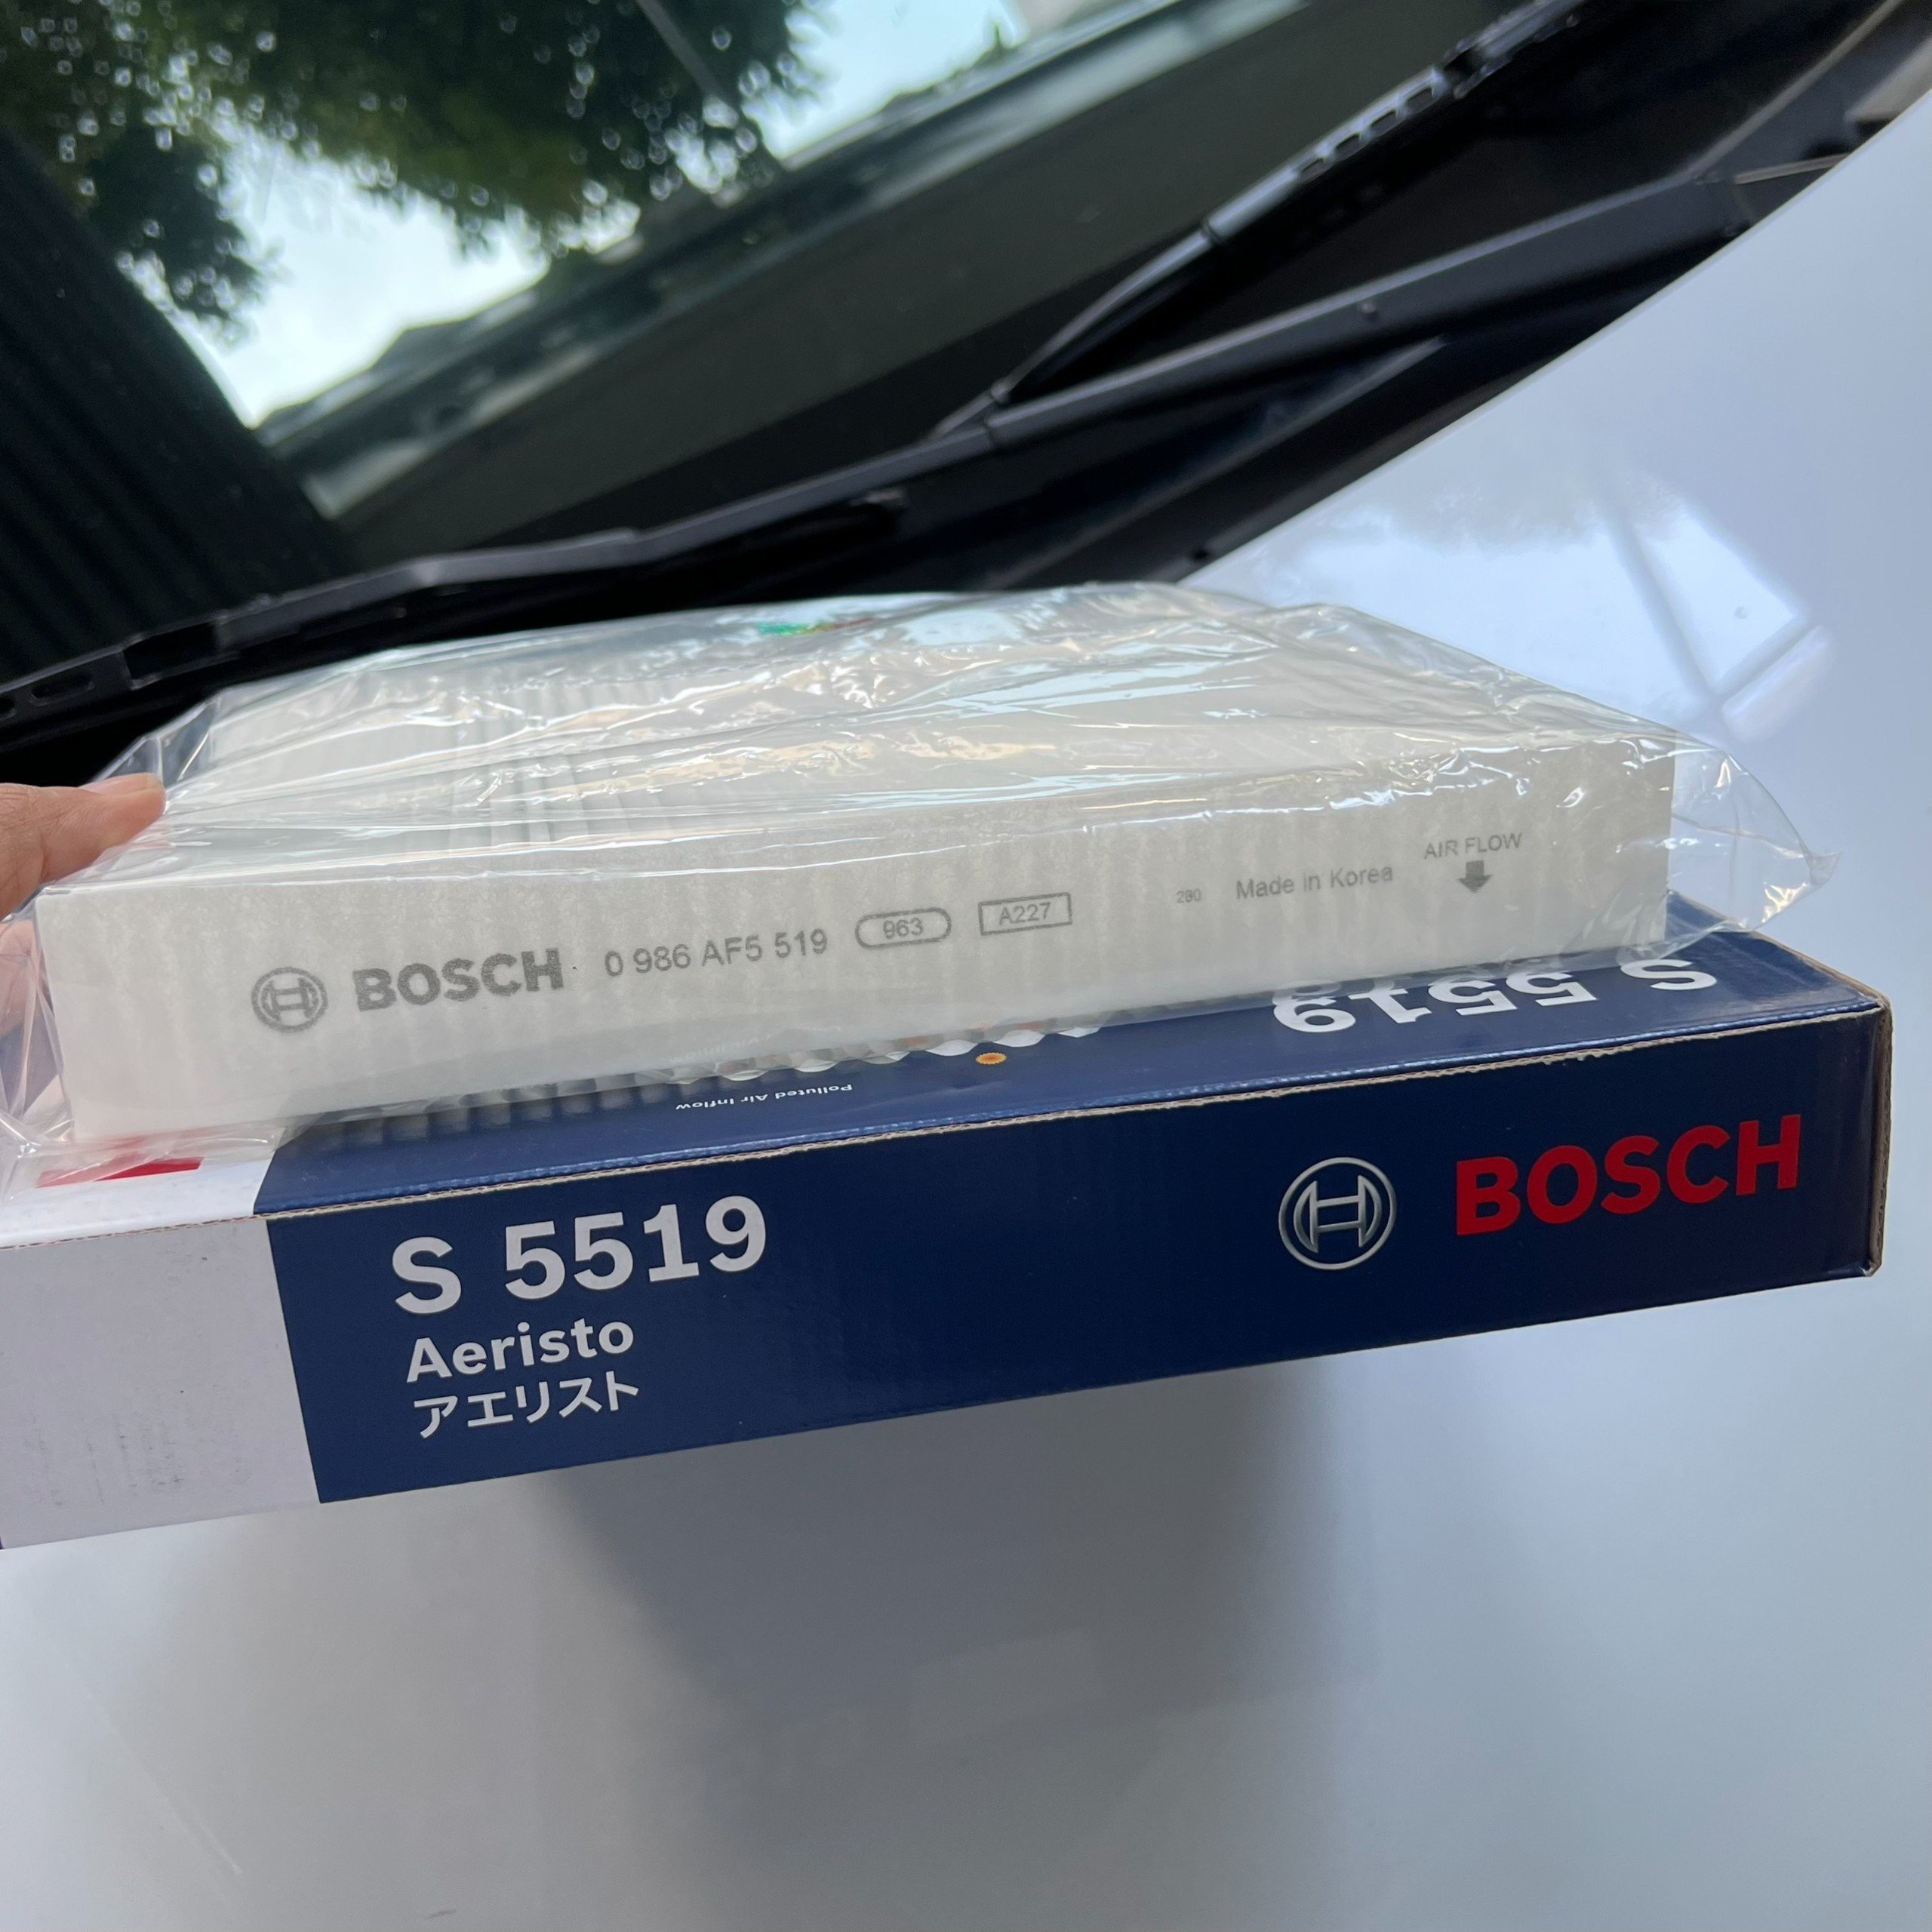 BOSCH 0 986 AF5 519 963 A227 280 Made in Korea
AIR FLOW
S 5519
Polluted Air Inflow
S 5519
Aeristo
アエリスト
BOSCH